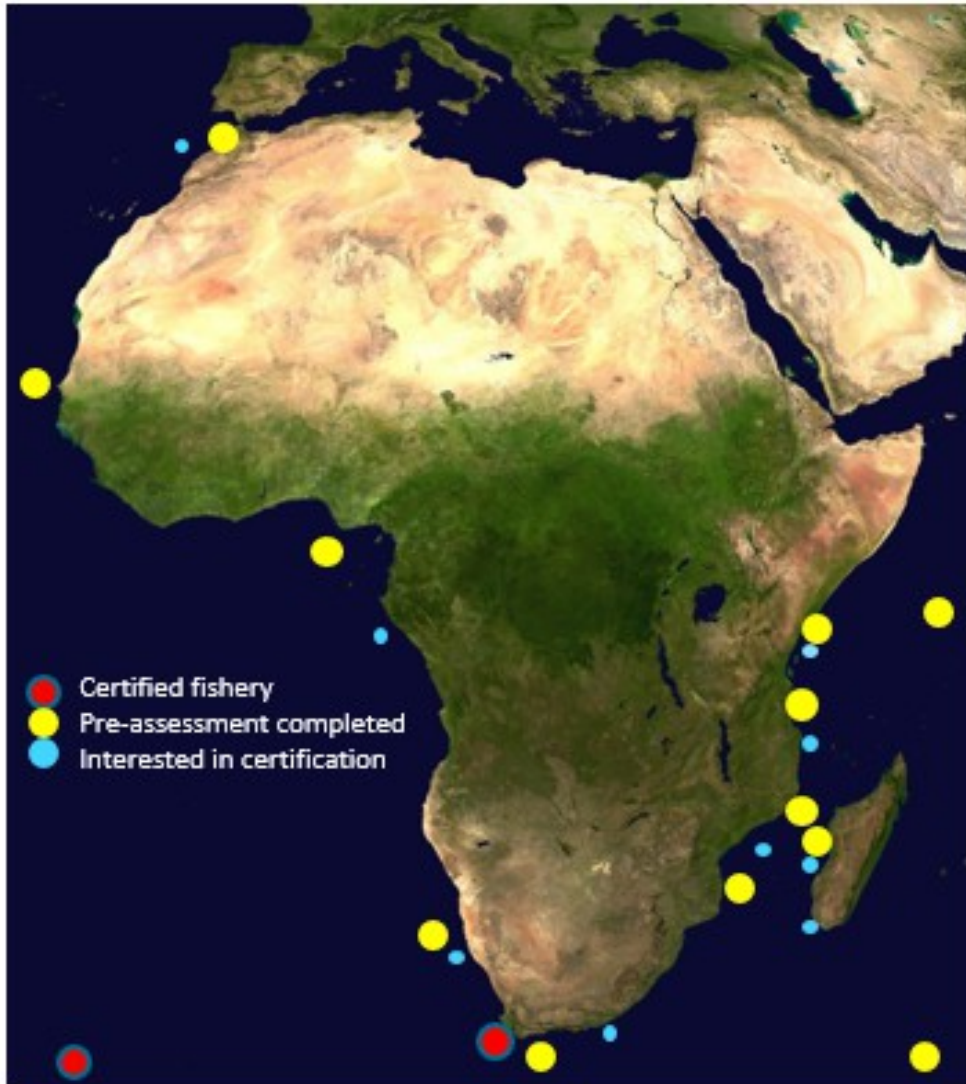 Certified fishery
Pre-assessment completed
Interested in certification